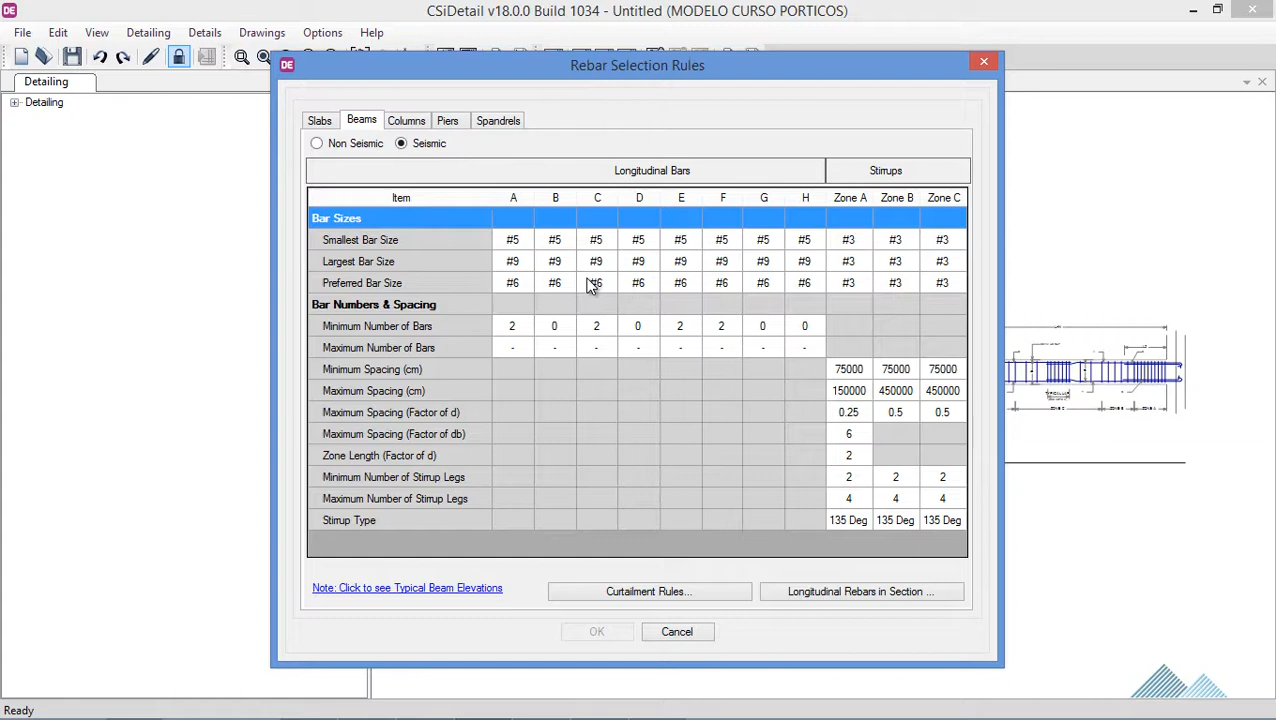 CSiDetail v18.0.0 Build 1034 - Untitled (MODELO CURSO PORTICOS)
File Edit View Detailing Details Drawings Options Help
Detailing
Detailing
Rebar Selection Rules
Slabs Beams Columns Piers Spandrels
Non Seismic Seismic
Longitudinal Bars Stirrups
Item A B C D E F G H Zone A Zone B Zone C
Bar Sizes
Smallest Bar Size #5 #5 #5 #5 #5 #5 #5 #5 #3 #3 #3
Largest Bar Size #9 #9 #9 #9 #9 #9 #9 #9 #3 #3 #3
Preferred Bar Size #6 #6 #6 #6 #6 #6 #6 #6 #3 #3 #3
Bar Numbers & Spacing
Minimum Number of Bars 2 0 2 0 2 2 0 0
Maximum Number of Bars - - - - - - - -
Minimum Spacing (cm) 75000 75000 75000
Maximum Spacing (cm) 150000 450000 450000
Maximum Spacing (Factor of d) 0.25 0.5 0.5
Maximum Spacing (Factor of db) 6
Zone Length (Factor of d) 2
Minimum Number of Stirrup Legs 2 2 2
Maximum Number of Stirrup Legs 4 4 4
Stirrup Type 135 Deg 135 Deg 135 Deg
Note: Click to see Typical Beam Elevations
Curtailment Rules... Longitudinal Rebars in Section ...
OK Cancel
Ready